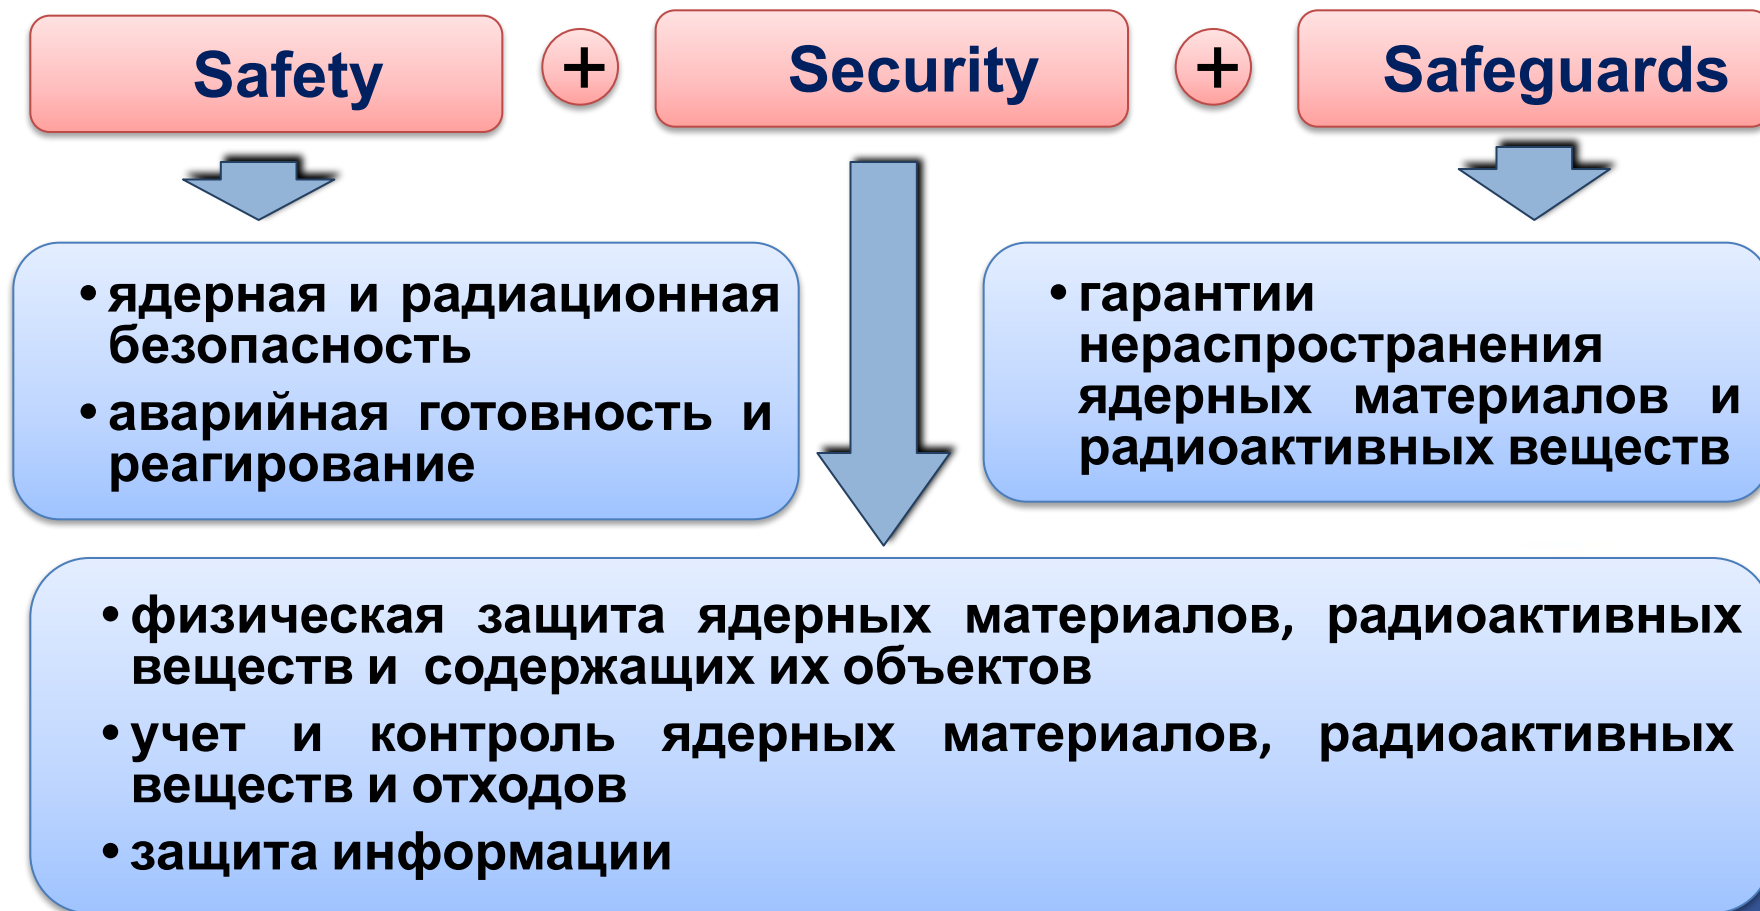 Safety + Security + Safeguards
• ядерная и радиационная
безопасность
• аварийная готовность и
реагирование
• гарантии
нераспространения
ядерных материалов и
радиоактивных веществ
• физическая защита ядерных материалов, радиоактивных
веществ и содержащих их объектов
• учет и контроль ядерных материалов, радиоактивных
веществ и отходов
• защита информации